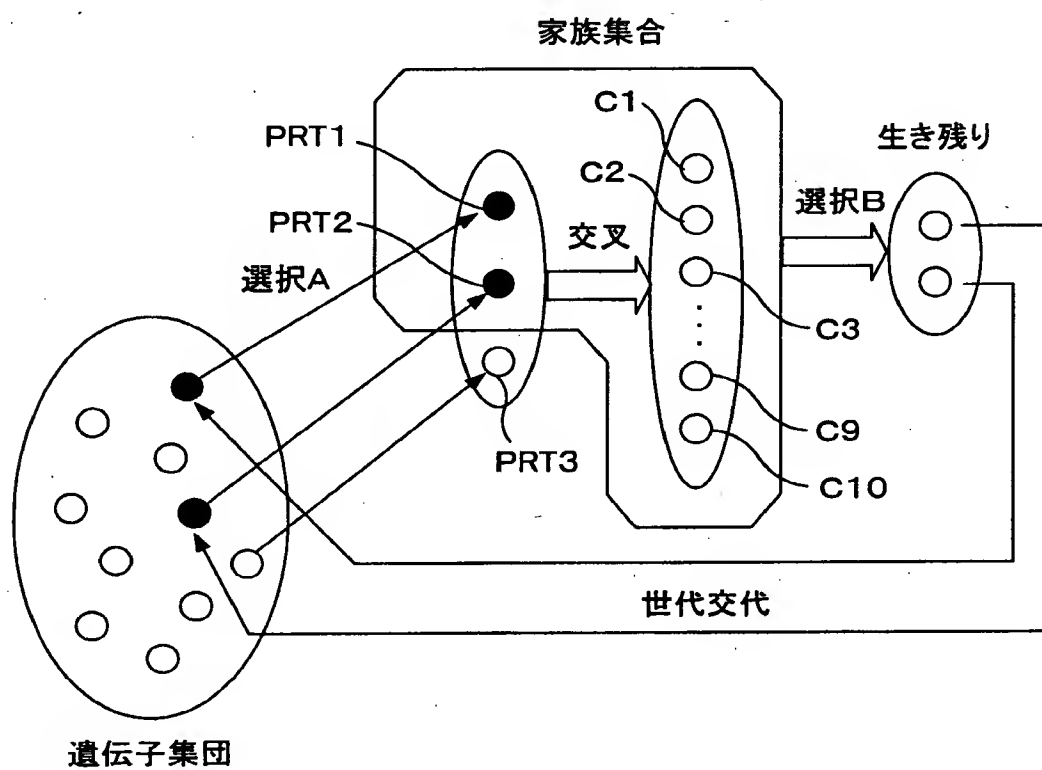 家族集合
C1
PRT1
C2
生き残り
PRT2
交叉
選択B
選択A
C3
PRT3
C9
C10
世代交代
遺伝子集団